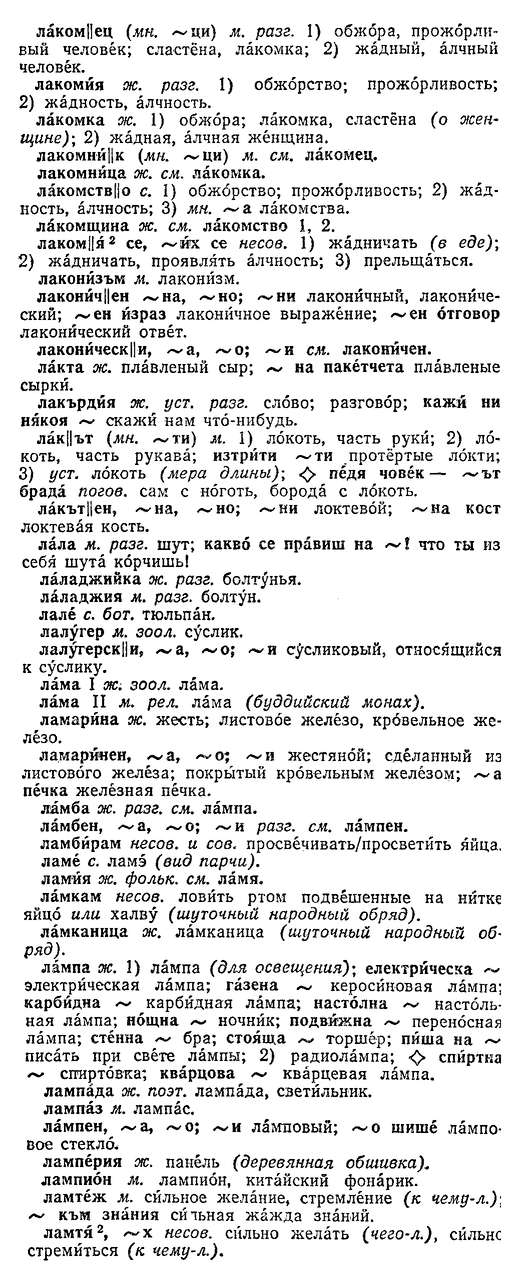 ла́ком||ец (мн. ~ци) м. разг. 1) обжо́ра, прожо́рли-
вый челове́к; сластёна, ла́комка; 2) жа́дный, а́лчный
челове́к.
лакоми́я ж. разг. 1) обжо́рство; прожо́рливость;
2) жа́дность, а́лчность.
ла́комка ж. 1) обжо́ра; ла́комка, сластёна (о жен-
щине); 2) жа́дная, а́лчная же́нщина.
лакомни́||к (мн. ~ци) м. см. ла́комец.
лакомни́ца ж. см. ла́комка.
ла́комств||о с. 1) обжо́рство; прожо́рливость; 2) жа́д-
ность, а́лчность; 3) мн. ~а ла́комства.
ла́комщина ж. см. ла́комство 1, 2.
лаком||я́² се, ~и́х се несов. 1) жа́дничать (в еде);
2) жа́дничать, проявля́ть а́лчность; 3) прельща́ться.
лакони́зъм м. лакони́зм.
лакони́ч||ен ~на, ~но; ~ни лакони́чный, лакони́че-
ский; ~ен и́зраз лакони́чное выраже́ние; ~ен о́тговор
лакони́ческий отве́т.
лакони́ческ||и, ~а, ~о; ~и см. лакони́чен.
ла́кта ж. пла́вленый сыр; ~ на паке́тчета пла́вленые
сырки́.
лакърди́я ж. уст. разг. сло́во; разгово́р; кажи́ ни
ня́коя ~ скажи́ нам что́-нибудь.
ла́к||ът (мн. ~ти) м. 1) ло́коть, часть руки́; 2) ло́-
коть, часть рукава́; изтри́ти ~ти протёртые ло́кти;
3) уст. ло́коть (мера длины); ◇ пе́дя чове́к — ~ът
брада́ погов. сам с но́готь, борода́ с ло́коть.
ла́кът||ен, ~на, ~но; ~ни локтево́й; ~на кост
локтева́я кость.
ла́ла м. разг. шут; какво́ се пра́виш на ~! что ты из
себя́ шута́ ко́рчишь!
ла́ладжийка ж. разг. болту́нья.
ла́ладжия м. разг. болту́н.
лале́ с. бот. тюльпа́н.
лалу́гер м. зоол. су́слик.
лалу́герск||и, ~а, ~о; ~и су́сликовый, относя́щийся
к су́слику.
ла́ма I ж. зоол. ла́ма.
ла́ма II м. рел. ла́ма (буддийский монах).
ламари́на ж. жесть; листово́е желе́зо, крове́льное же-
ле́зо.
ламари́нен, ~а, ~о; ~и жестяно́й; сде́ланный из
листово́го желе́за; покры́тый крове́льным желе́зом; ~а
пе́чка желе́зная пе́чка.
ла́мба ж. разг. см. ла́мпа.
ла́мбен, ~а, ~о; ~и разг. см. ла́мпен.
ламби́рам несов. и сов. просве́чивать/просвети́ть я́йца.
ламе́ с. ламэ́ (вид парчи).
лами́я ж. фольк. см. ла́мя.
ла́мкам несов. лови́ть ртом подве́шенные на ни́тке
яйцо́ или халву́ (шуточный народный обряд).
ла́мканица ж. ла́мканица (шуточный народный об-
ряд).
ла́мпа ж. 1) ла́мпа (для освещения); електри́ческа ~
электри́ческая ла́мпа; га́зена ~ кероси́новая ла́мпа;
карби́дна ~ карби́дная ла́мпа; насто́лна ~ насто́ль-
ная ла́мпа; но́щна ~ ночни́к; подви́жна ~ перено́сная
ла́мпа; сте́нна ~ бра; стоя́ща ~ торше́р; пи́ша на ~
писа́ть при све́те ла́мпы; 2) радиола́мпа; ◇ спи́ртна
~ спирто́вка; ква́рцова ~ ква́рцевая ла́мпа.
лампа́да ж. поэт. лампа́да, свети́льник.
лампа́з м. лампа́с.
ла́мпен, ~а, ~о; ~и ла́мповый; ~о шише́ ла́мпо-
вое стекло́.
лампе́рия ж. пане́ль (деревянная обшивка).
лампио́н м. лампио́н, кита́йский фона́рик.
ламте́ж м. си́льное жела́ние, стремле́ние (к чему-л.);
~ към зна́ния си́льная жа́жда зна́ний.
ламтя́², ~х несов. си́льно жела́ть (чего-л.), си́льно
стреми́ться (к чему-л.).